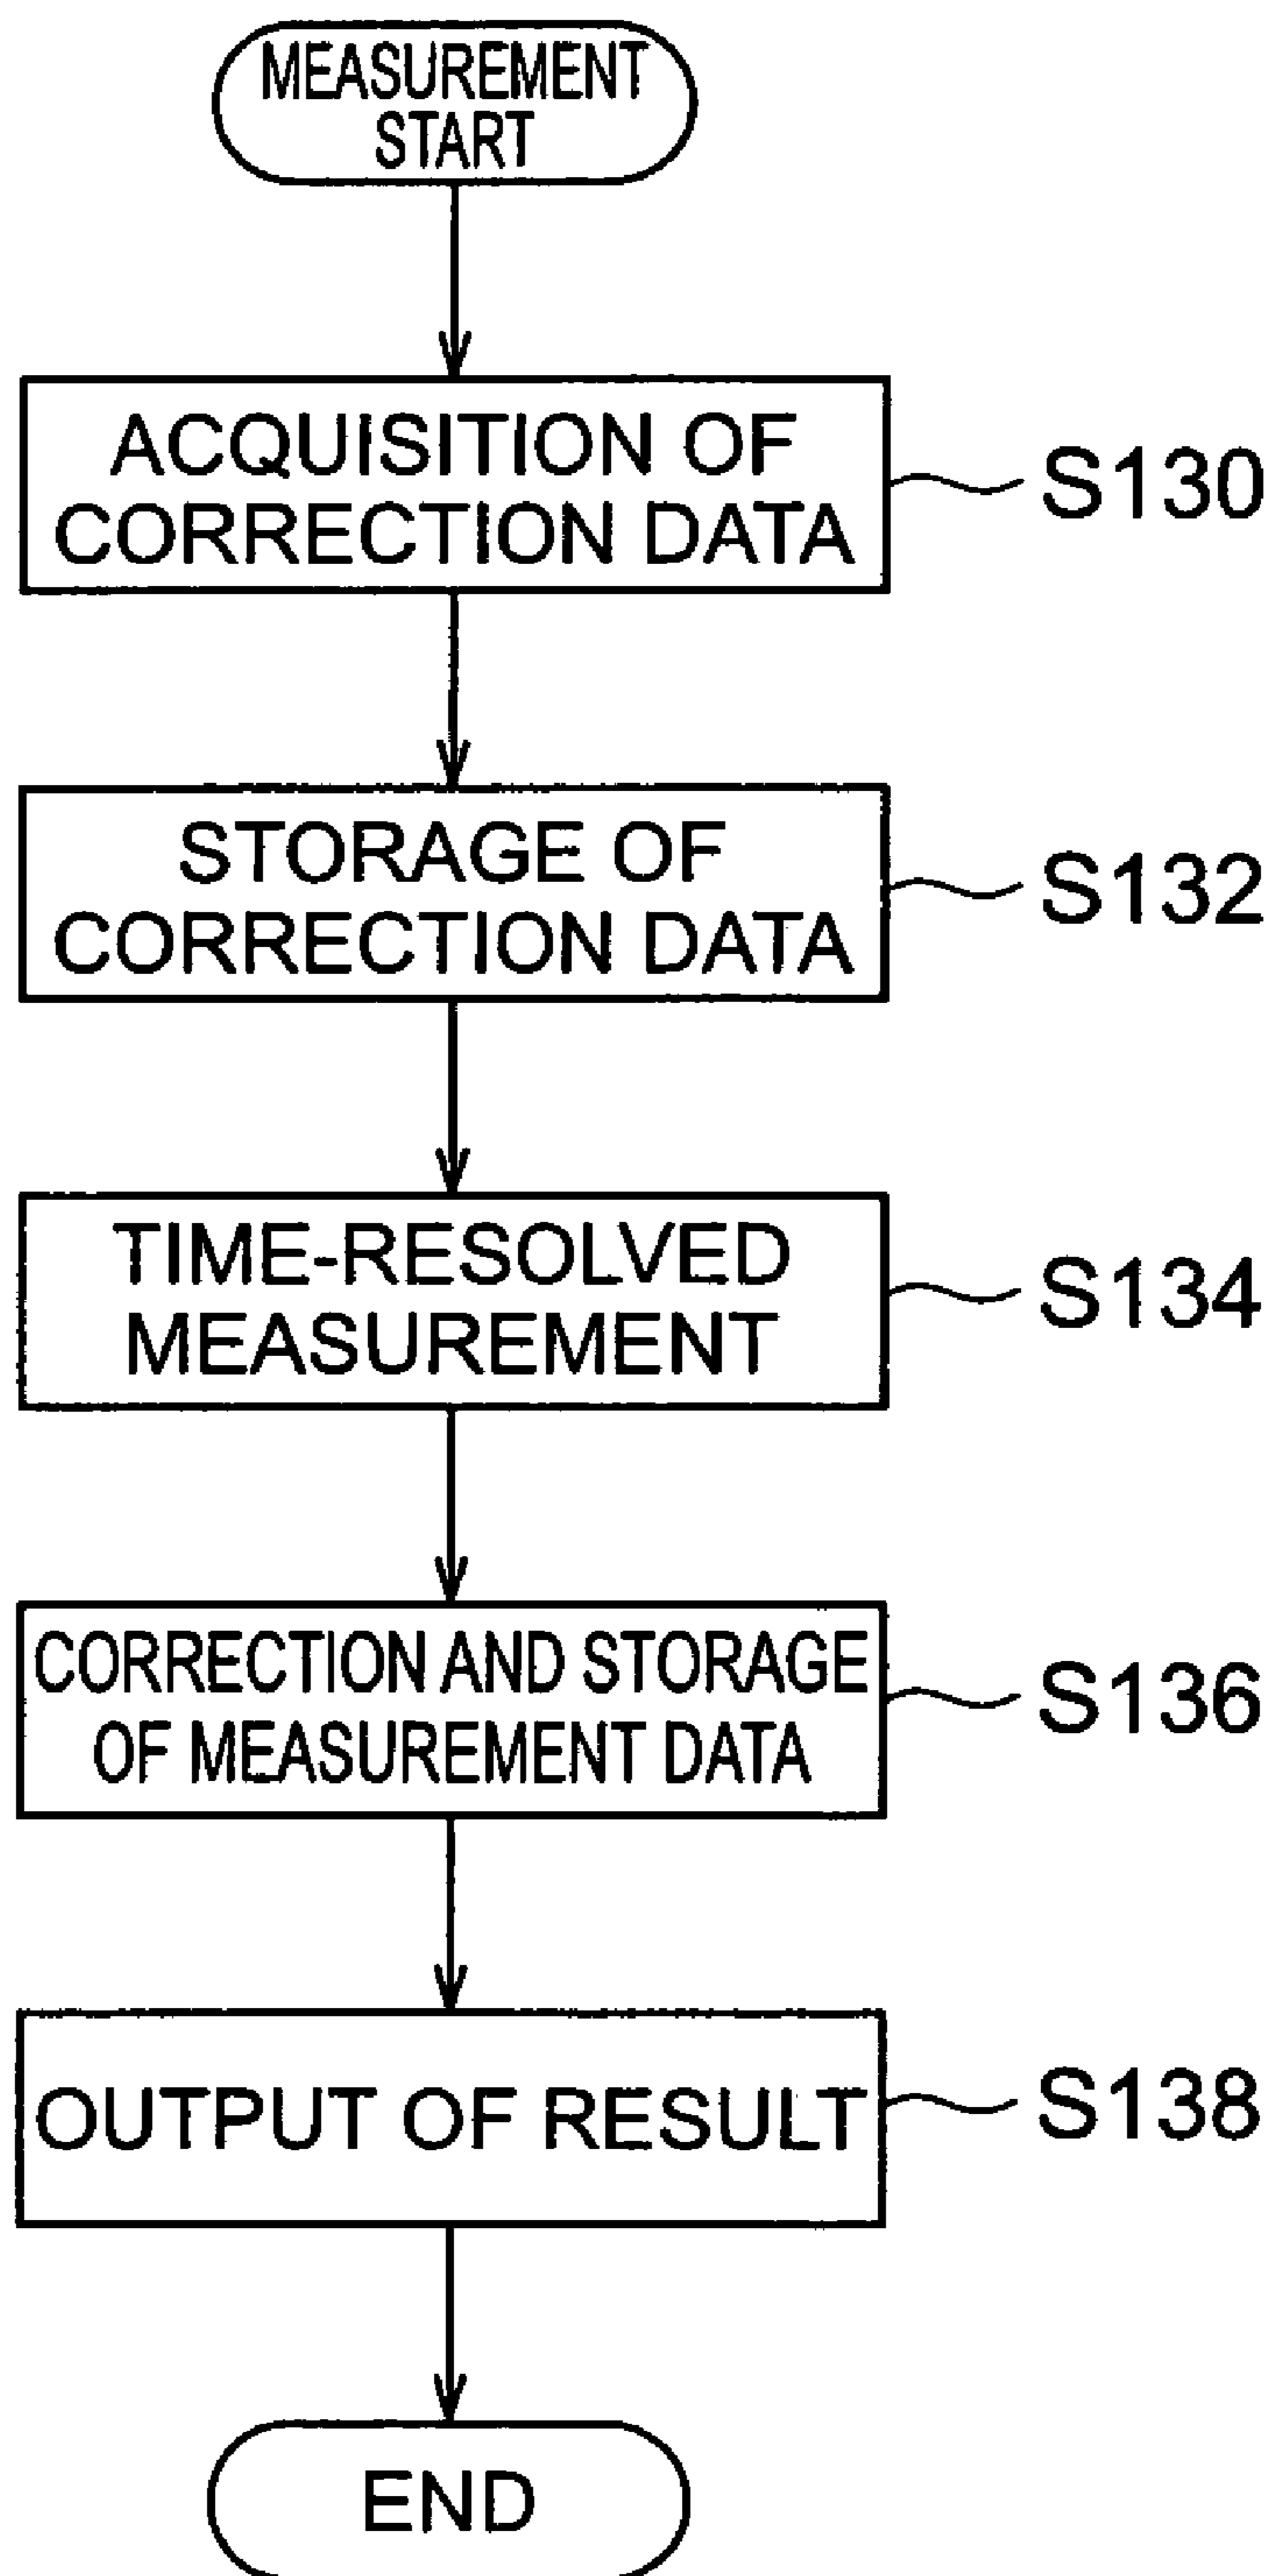 MEASUREMENT
START
ACQUISITION OF
CORRECTION DATA
S130
STORAGE OF
CORRECTION DATA
S132
TIME-RESOLVED
MEASUREMENT
S134
CORRECTION AND STORAGE
OF MEASUREMENT DATA
S136
OUTPUT OF RESULT
S138
END